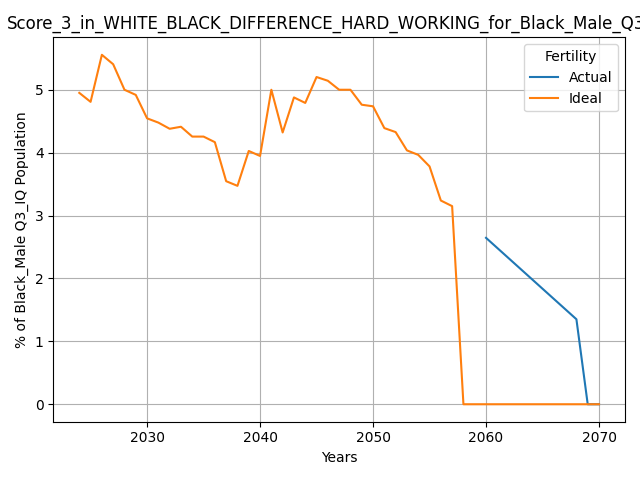 Score_3_in_WHITE_BLACK_DIFFERENCE_HARD_WORKING_for_Black_Male_Q3
Fertility
Actual
Ideal
% of Black_Male Q3_IQ Population
5
4
3
2
1
0
2030 2040 2050 2060 2070
Years